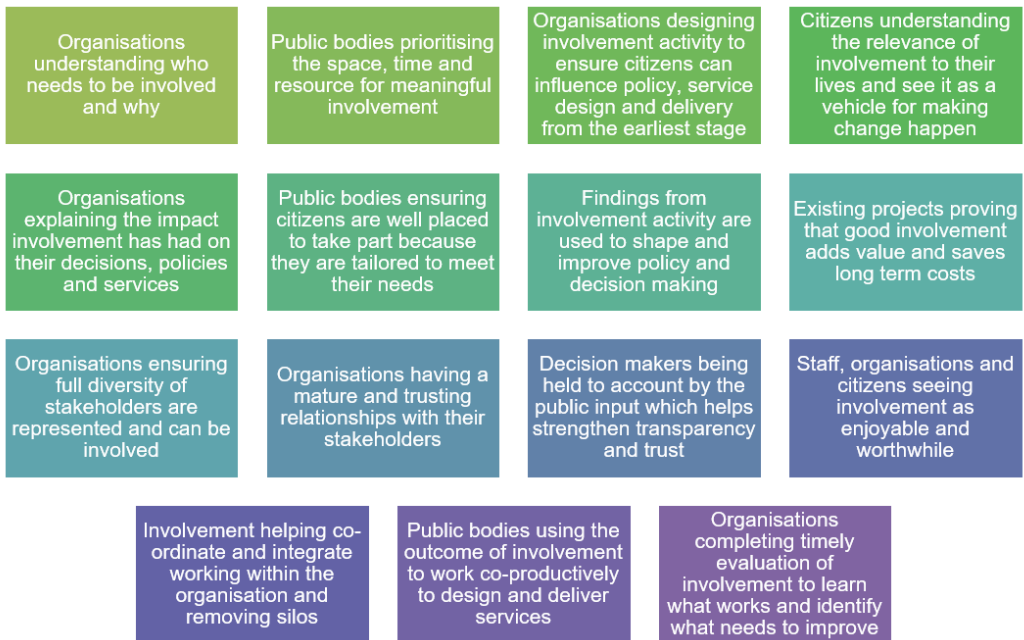 Organisations
understanding who
needs to be involved
and why
Public bodies prioritising
the space, time and
resource for meaningful
involvement
Organisations designing
involvement activity to
ensure citizens can
influence policy, service
design and delivery
from the earliest stage
Citizens understanding
the relevance of
involvement to their
lives and see it as a
vehicle for making
change happen
Organisations
explaining the impact
involvement has had on
their decisions, policies
and services
Public bodies ensuring
citizens are well placed
to take part because
they are tailored to meet
their needs
Findings from
involvement activity are
used to shape and
improve policy and
decision making
Existing projects proving
that good involvement
adds value and saves
long term costs
Organisations ensuring
full diversity of
stakeholders are
represented and can be
involved
Organisations having a
mature and trusting
relationships with their
stakeholders
Decision makers being
held to account by the
public input which helps
strengthen transparency
and trust
Staff, organisations and
citizens seeing
involvement as
enjoyable and
worthwhile
Involvement helping co-
ordinate and integrate
working within the
organisation and
removing silos
Public bodies using the
outcome of involvement
to work co-productively
to design and deliver
services
Organisations
completing timely
evaluation of
involvement to learn
what works and identify
what needs to improve